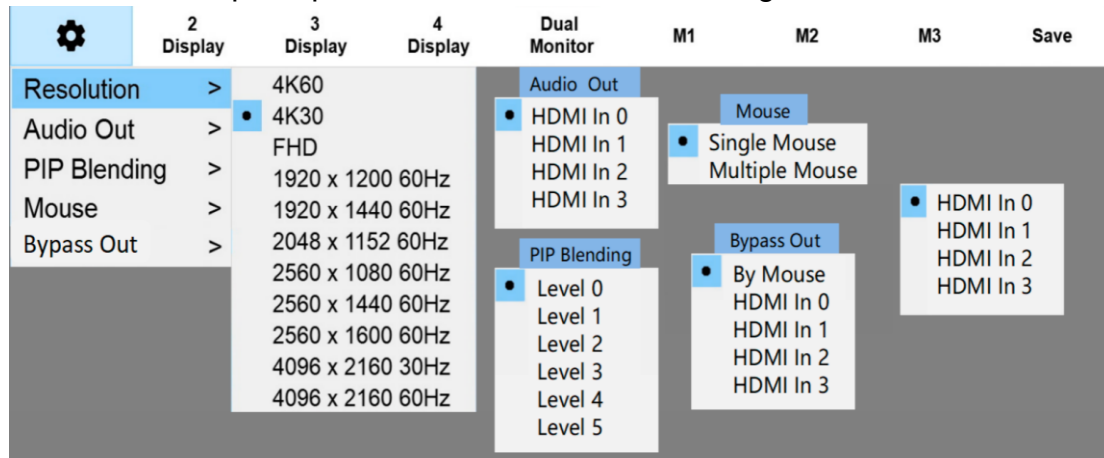 2 Display
3 Display
4 Display
Dual Monitor
M1
M2
M3
Save
Resolution >
Audio Out >
PIP Blending >
Mouse >
Bypass Out >
4K60
• 4K30
FHD
1920 x 1200 60Hz
1920 x 1440 60Hz
2048 x 1152 60Hz
2560 x 1080 60Hz
2560 x 1440 60Hz
2560 x 1600 60Hz
4096 x 2160 30Hz
4096 x 2160 60Hz
Audio Out
• HDMI In 0
HDMI In 1
HDMI In 2
HDMI In 3
PIP Blending
• Level 0
Level 1
Level 2
Level 3
Level 4
Level 5
Mouse
• Single Mouse
Multiple Mouse
Bypass Out
• By Mouse
HDMI In 0
HDMI In 1
HDMI In 2
HDMI In 3
• HDMI In 0
HDMI In 1
HDMI In 2
HDMI In 3